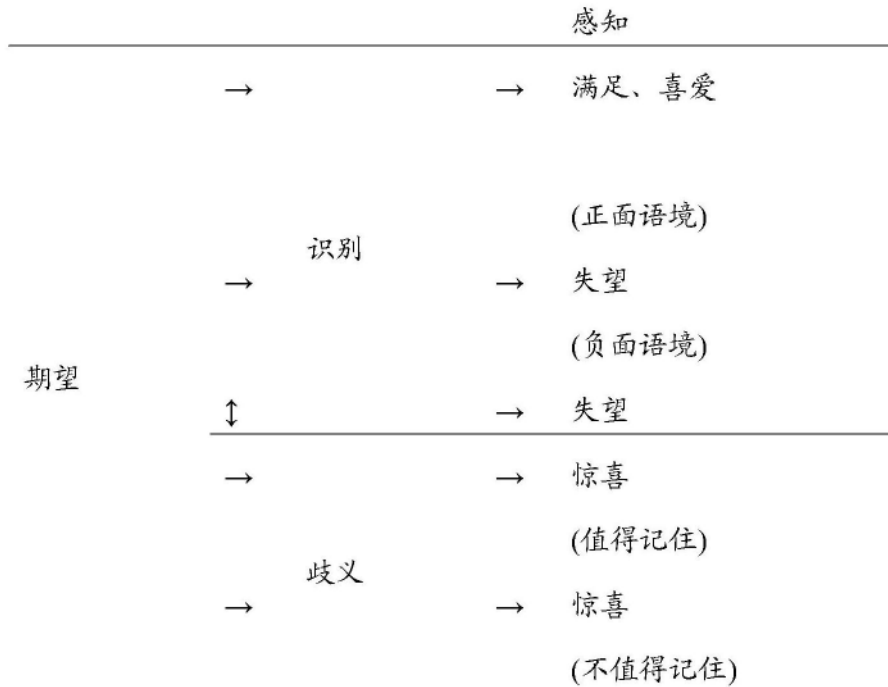 感知
→ → 满足、喜爱
(正面语境)
识别
→ → 失望
(负面语境)
期望
↕ → 失望
→ → 惊喜
(值得记住)
歧义
→ → 惊喜
(不值得记住)